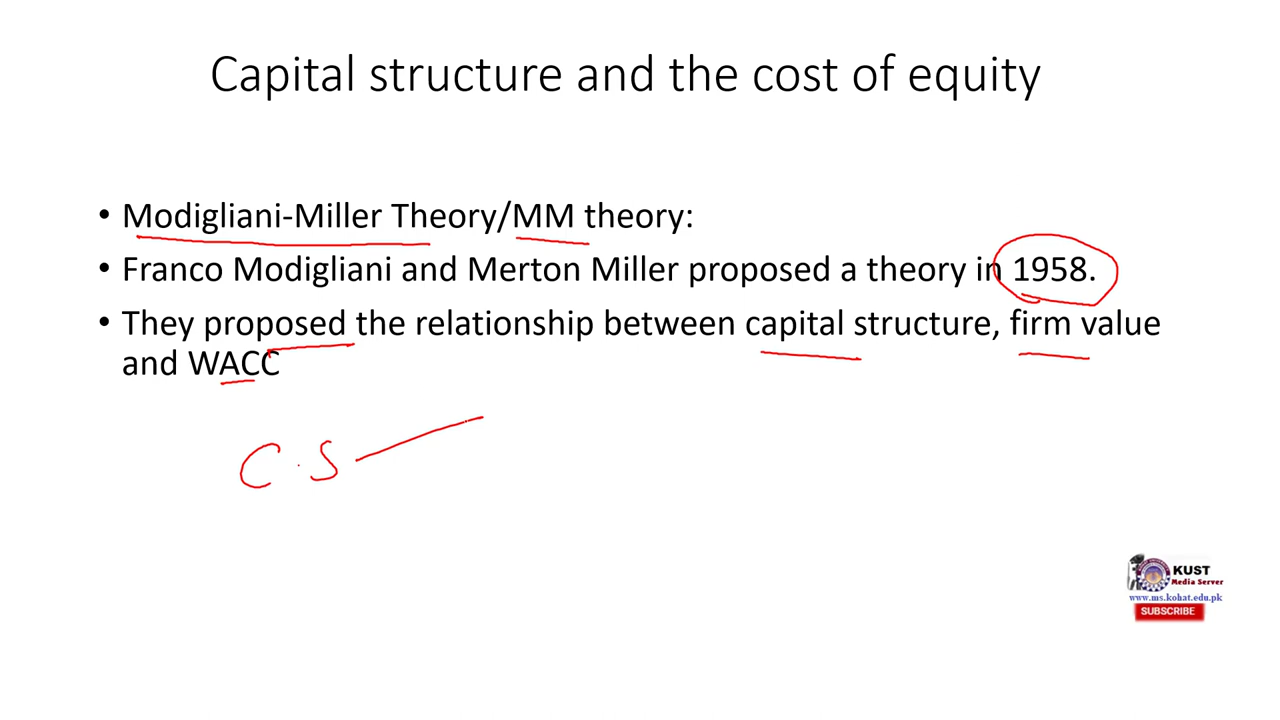 Capital structure and the cost of equity
• Modigliani-Miller Theory/MM theory:
• Franco Modigliani and Merton Miller proposed a theory in 1958.
• They proposed the relationship between capital structure, firm value
and WACC
C.S
KUST
Media Server
www.ms.kohat.edu.pk
SUBSCRIBE